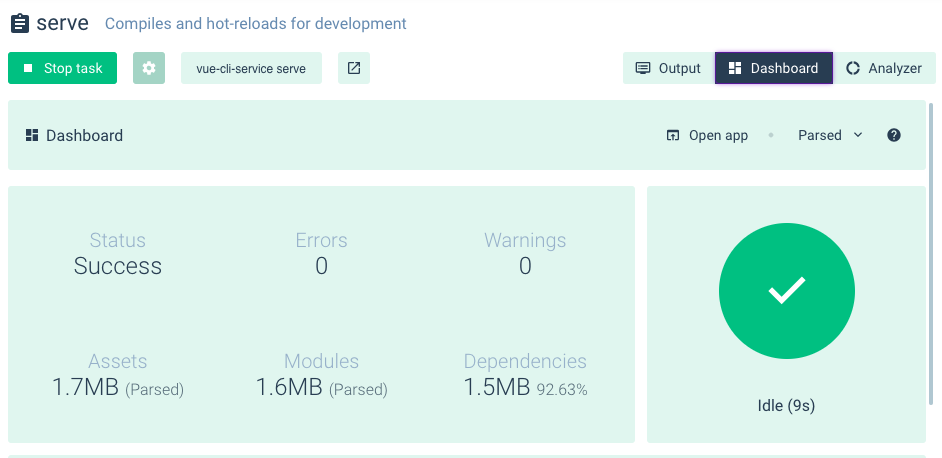 serve Compiles and hot-reloads for development
Stop task vue-cli-service serve Output Dashboard Analyzer
Dashboard Open app Parsed
Status Errors Warnings
Success 0 0
Assets Modules Dependencies
1.7MB (Parsed) 1.6MB (Parsed) 1.5MB 92.63%
Idle (9s)